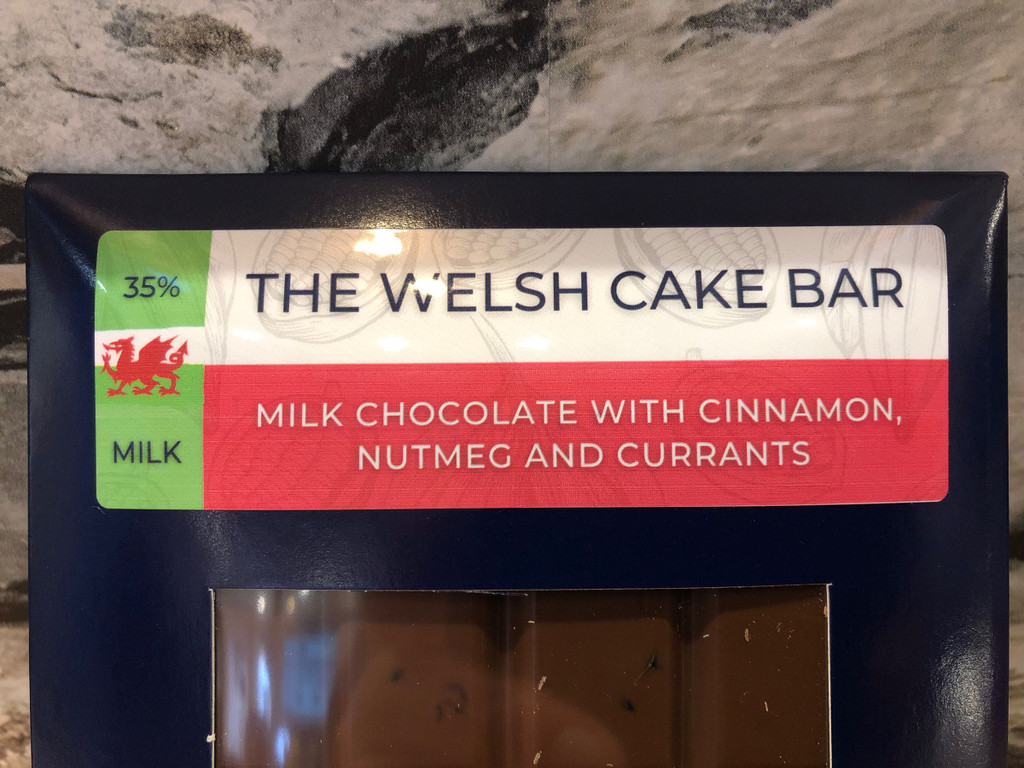 35%
THE WELSH CAKE BAR
MILK
MILK CHOCOLATE WITH CINNAMON,
NUTMEG AND CURRANTS